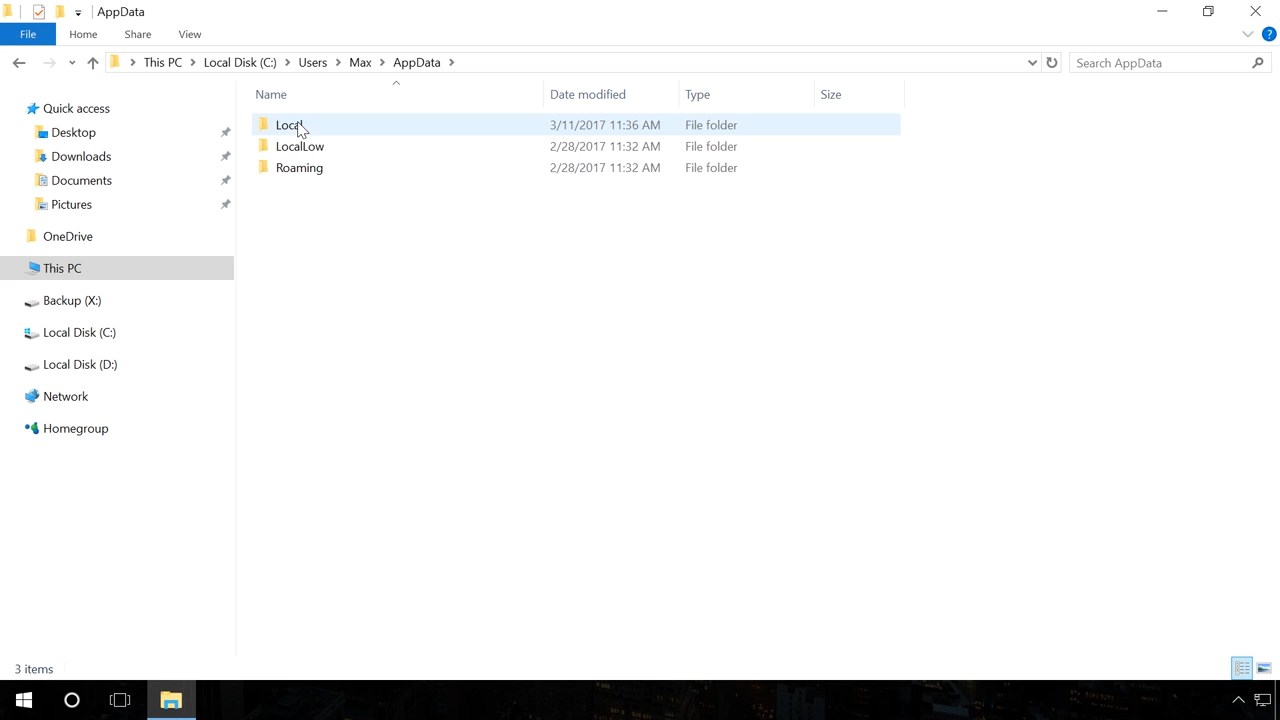 AppData
File Home Share View ?
This PC Local Disk (C:) Users Max AppData Search AppData
Name Date modified Type Size
Quick access
Desktop
Downloads
Documents
Pictures
OneDrive
This PC
Backup (X:)
Local Disk (C:)
Local Disk (D:)
Network
Homegroup
Local 3/11/2017 11:36 AM File folder
LocalLow 2/28/2017 11:32 AM File folder
Roaming 2/28/2017 11:32 AM File folder
3 items